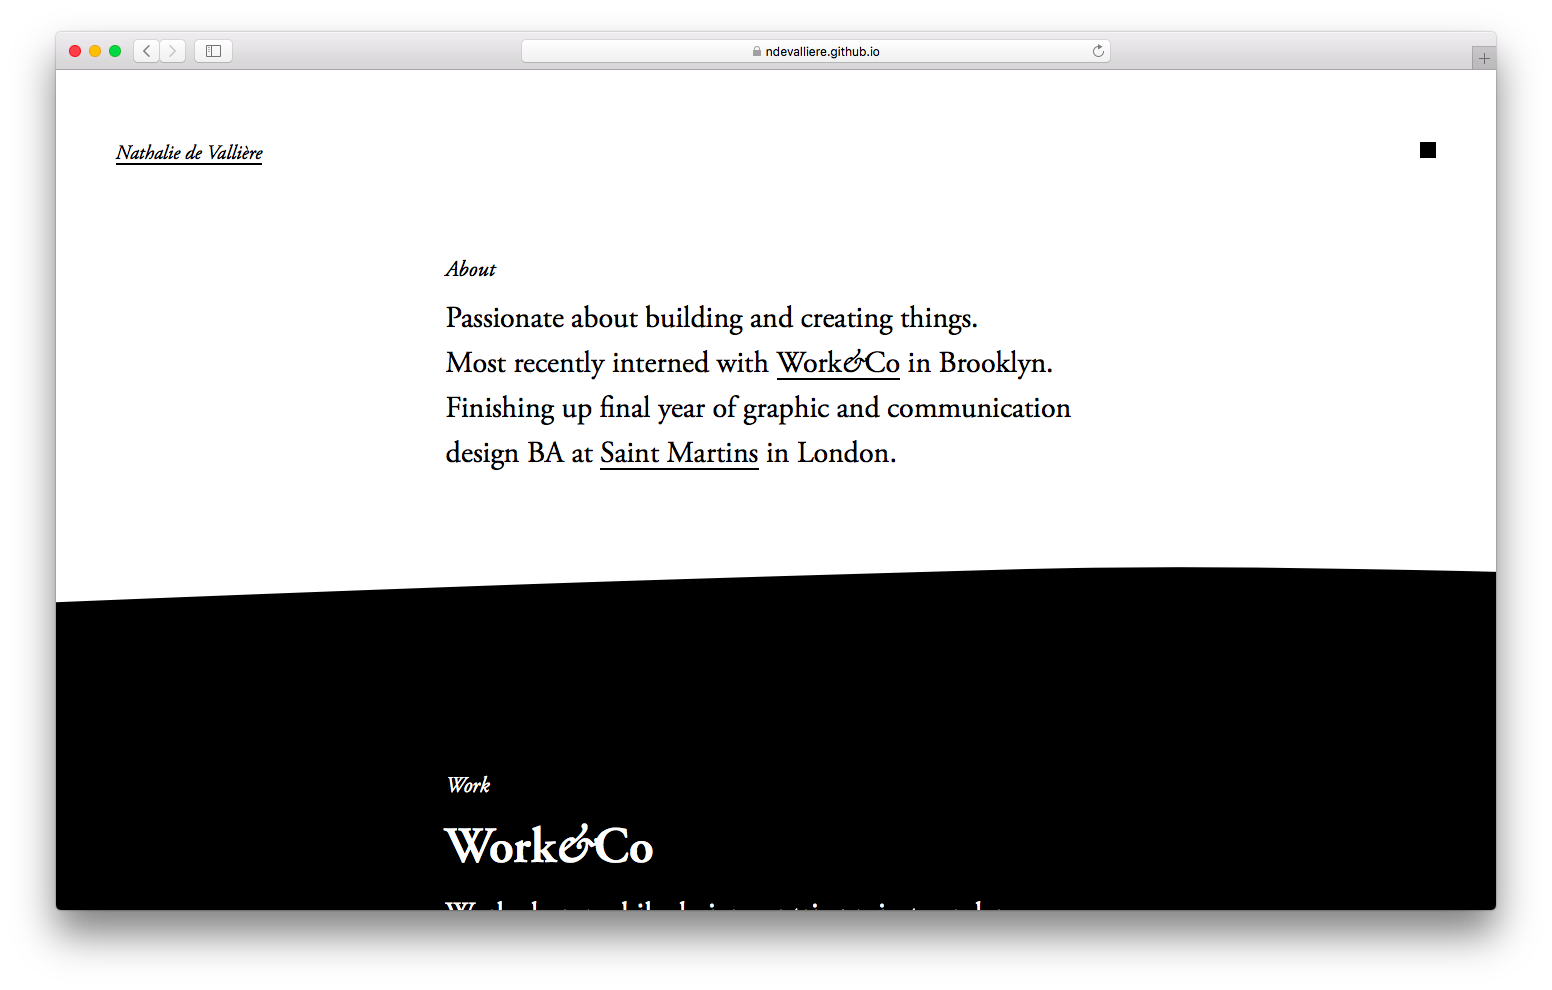 ndevalliere.github.io
Nathalie de Vallière
About
Passionate about building and creating things.
Most recently interned with Work&Co in Brooklyn.
Finishing up final year of graphic and communication
design BA at Saint Martins in London.
Work
Work&Co